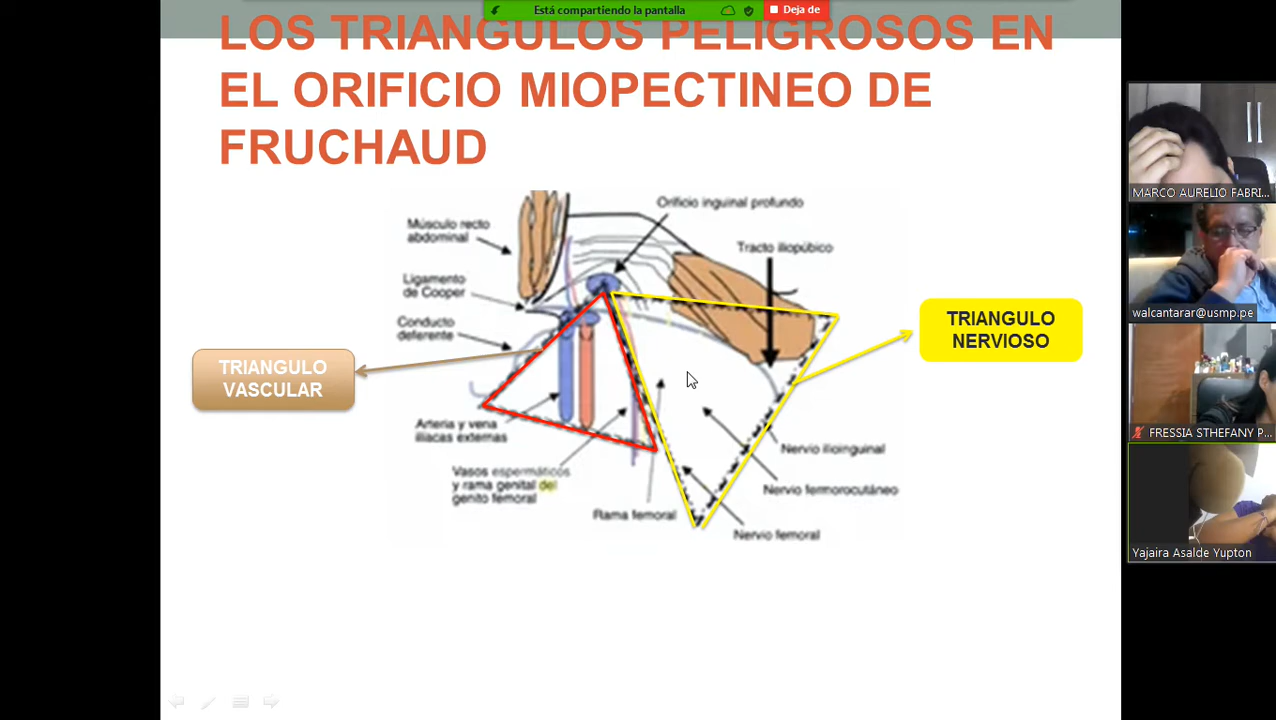 Está compartiendo la pantalla
Deja de
LOS TRIANGULOS PELIGROSOS EN
EL ORIFICIO MIOPECTINEO DE
FRUCHAUD
Orificio inguinal profundo
Músculo recto
abdominal
Tracto iliopúbico
Ligamento
de Cooper
Conducto
deferente
TRIANGULO
NERVIOSO
TRIANGULO
VASCULAR
Arteria y vena
ilíacas externas
Nervio ilioinguinal
Vasos espermáticos
y rama genital del
genito femoral
Nervio fermorocutáneo
Rama femoral
Nervio femoral
MARCO AURELIO FABRI...
walcantarar@usmp.pe
FRESSIA STHEFANY P...
Yajaira Asalde Yupton